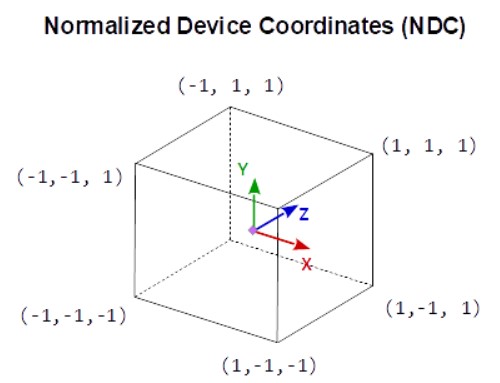 Normalized Device Coordinates (NDC)
(-1, 1, 1)
(1, 1, 1)
(-1,-1, 1)
Y
Z
X
(-1,-1,-1)
(1,-1, 1)
(1,-1,-1)